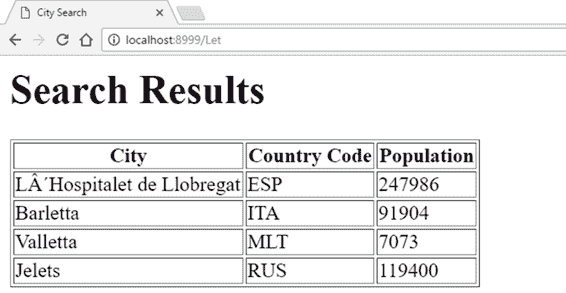 City Search
localhost:8999/Let
Search Results
City Country Code Population
LÂ´Hospitalet de Llobregat ESP 247986
Barletta ITA 91904
Valletta MLT 7073
Jelets RUS 119400